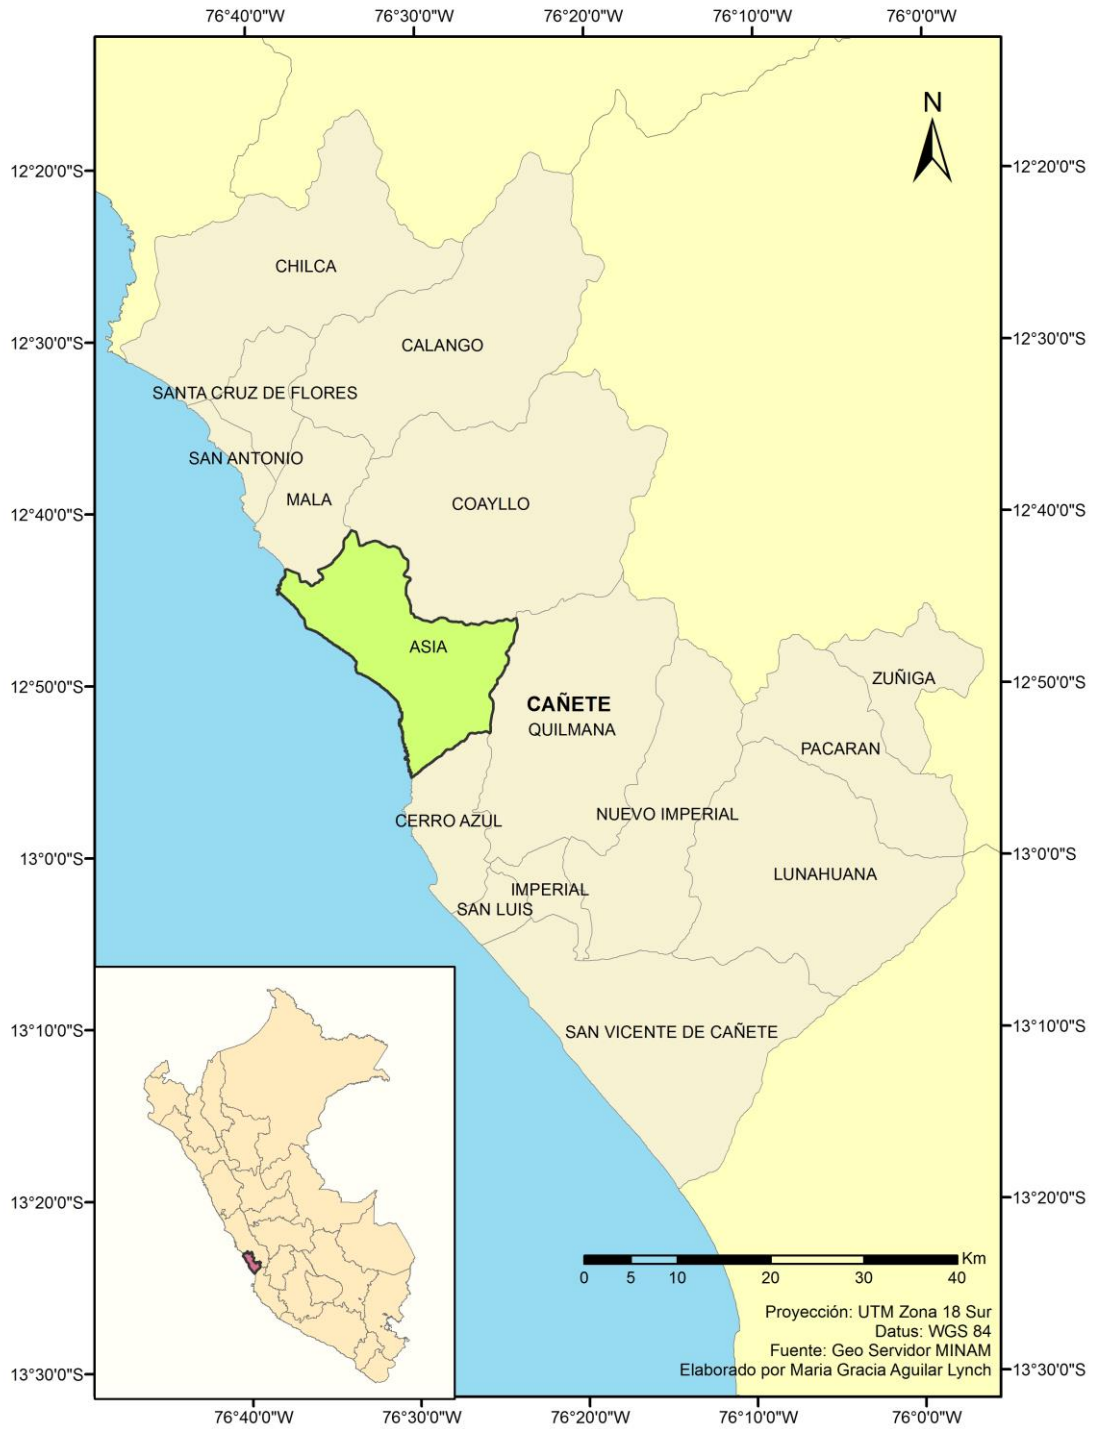 76°40'0"W 76°30'0"W 76°20'0"W 76°10'0"W 76°0'0"W
N
12°20'0"S 12°20'0"S
CHILCA
12°30'0"S 12°30'0"S
CALANGO
SANTA CRUZ DE FLORES
SAN ANTONIO
MALA
COAYLLO
12°40'0"S 12°40'0"S
ASIA
ZUÑIGA
12°50'0"S 12°50'0"S
CAÑETE
QUILMANA
PACARAN
NUEVO IMPERIAL
CERRO AZUL
13°0'0"S 13°0'0"S
LUNAHUANA
IMPERIAL
SAN LUIS
13°10'0"S 13°10'0"S
SAN VICENTE DE CAÑETE
13°20'0"S 13°20'0"S
Km
0 5 10 20 30 40
Proyección: UTM Zona 18 Sur
Datus: WGS 84
Fuente: Geo Servidor MINAM
Elaborado por Maria Gracia Aguilar Lynch
13°30'0"S 13°30'0"S
76°40'0"W 76°30'0"W 76°20'0"W 76°10'0"W 76°0'0"W